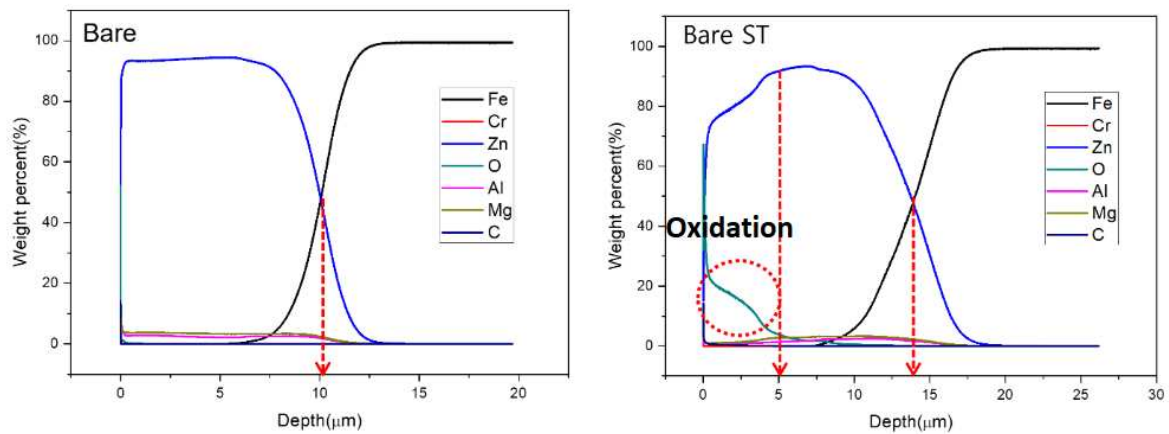 Bare
100
80
60
40
20
0
Weight percent(%)
Fe
Cr
Zn
O
Al
Mg
C
0
5
10
15
20
Depth(μm)
Bare ST
100
80
60
40
20
0
Weight percent(%)
Fe
Cr
Zn
O
Al
Mg
C
Oxidation
0
5
10
15
20
25
30
Depth(μm)